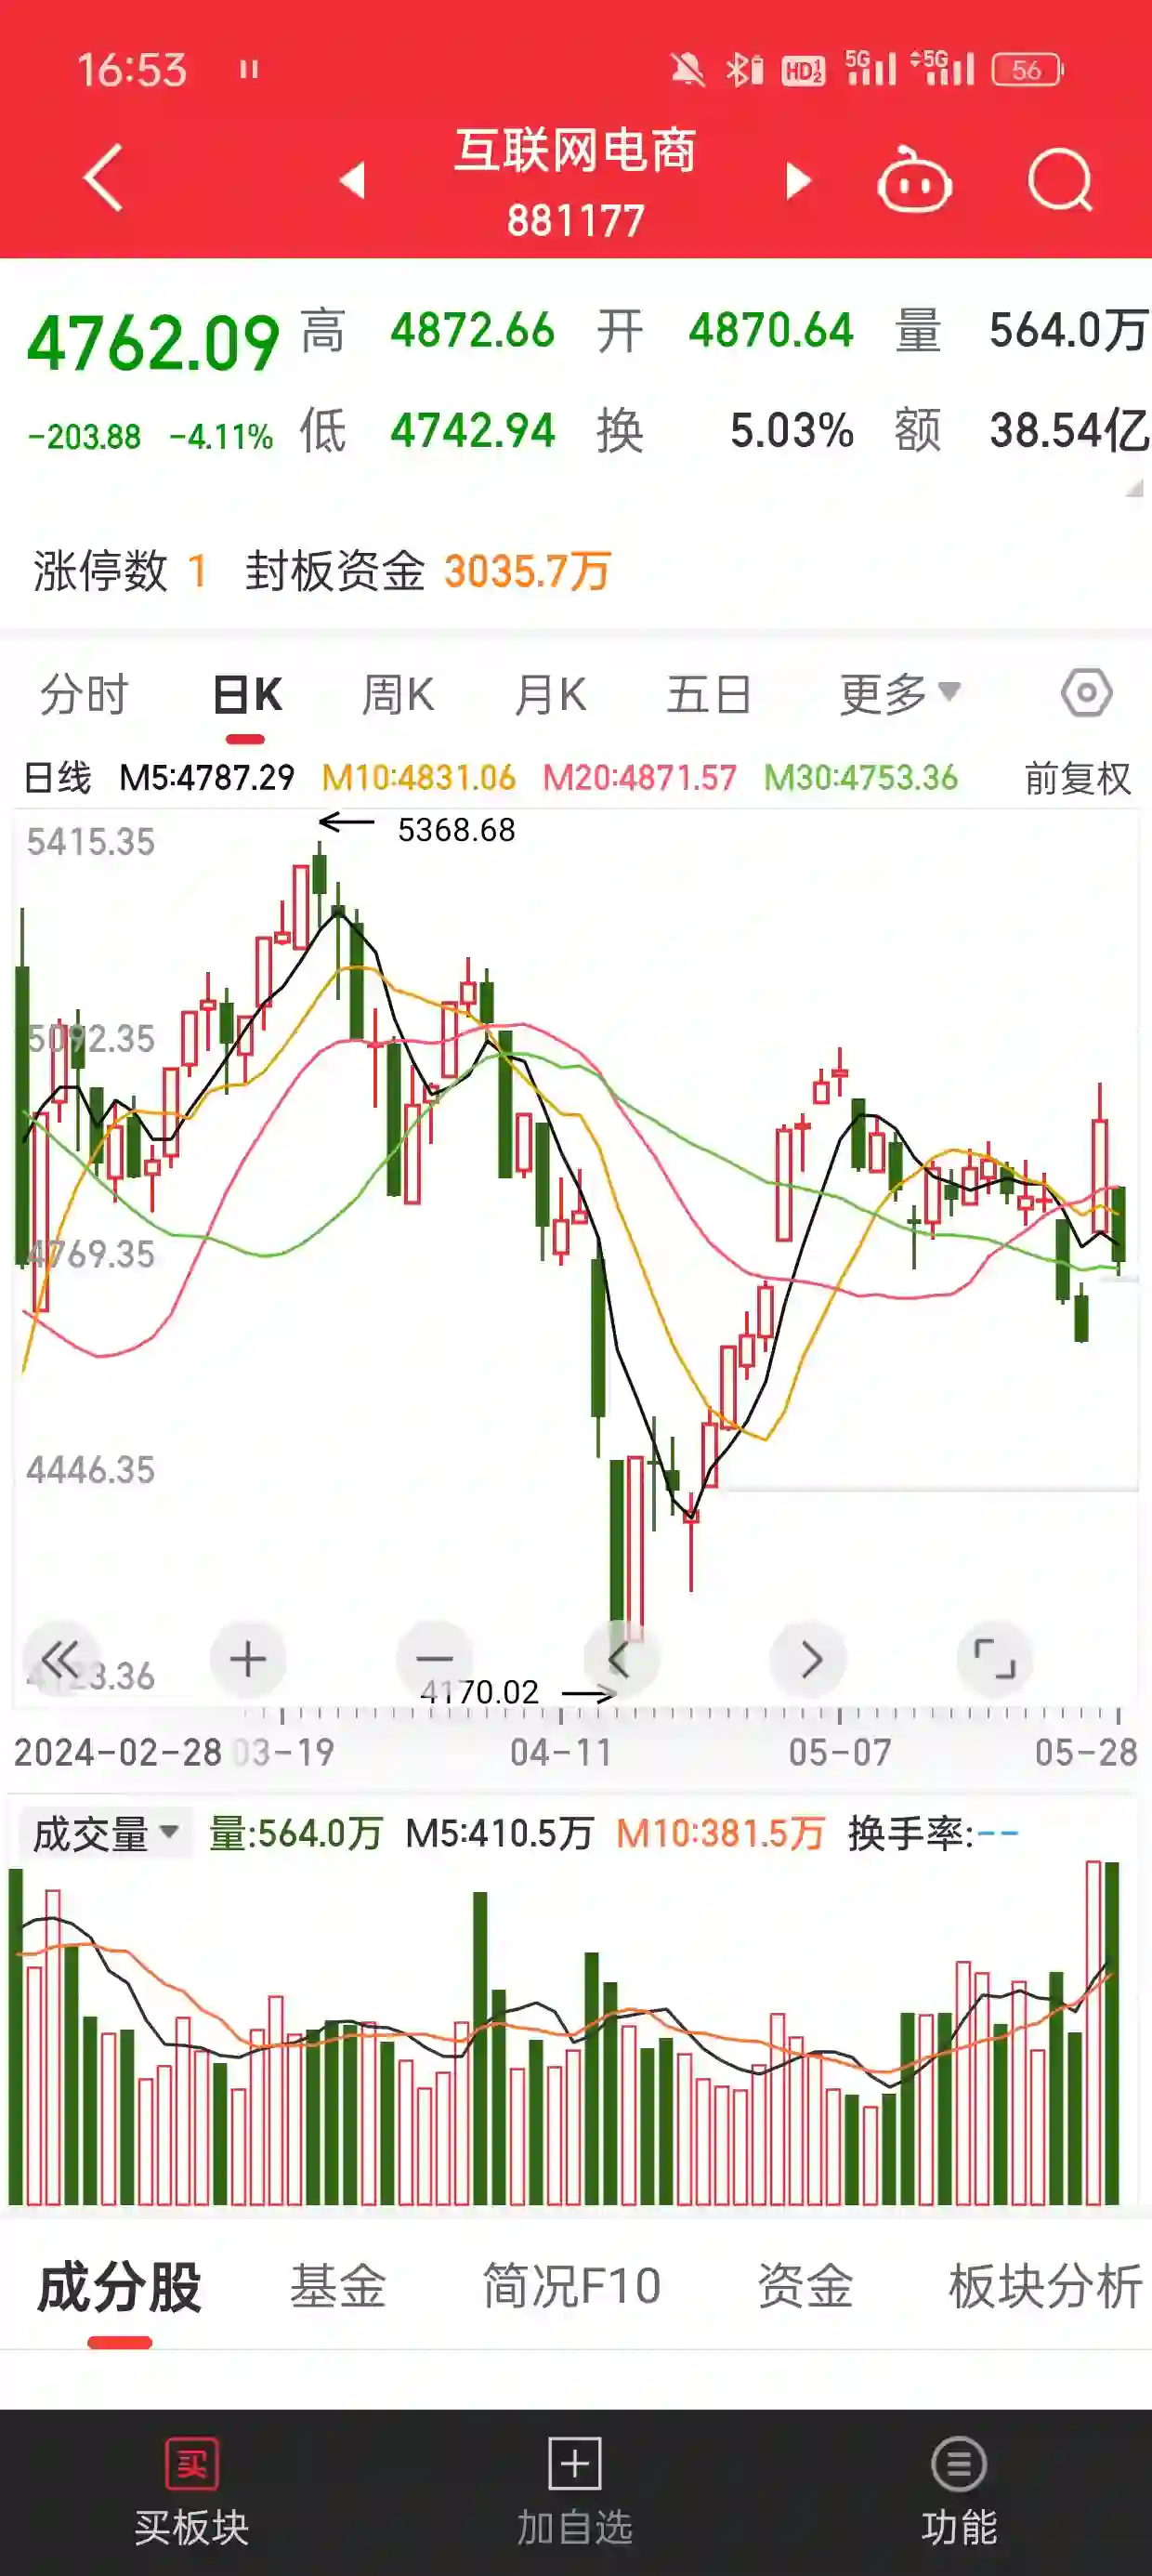 16:53 HD 1 2 5G 5G 56
互联网电商
881177
4762.09 高 4872.66 开 4870.64 量 564.0万
-203.88 -4.11% 低 4742.94 换 5.03% 额 38.54亿
涨停数 1 封板资金 3035.7万
分时 日K 周K 月K 五日 更多
日线 M5:4787.29 M10:4831.06 M20:4871.57 M30:4753.36 前复权
5415.35
5368.68
5092.35
4769.35
4446.35
4123.36
4170.02
2024-02-28 03-19 04-11 05-07 05-28
成交量 量:564.0万 M5:410.5万 M10:381.5万 换手率:--
成分股 基金 简况F10 资金 板块分析
买
买板块 加自选 功能